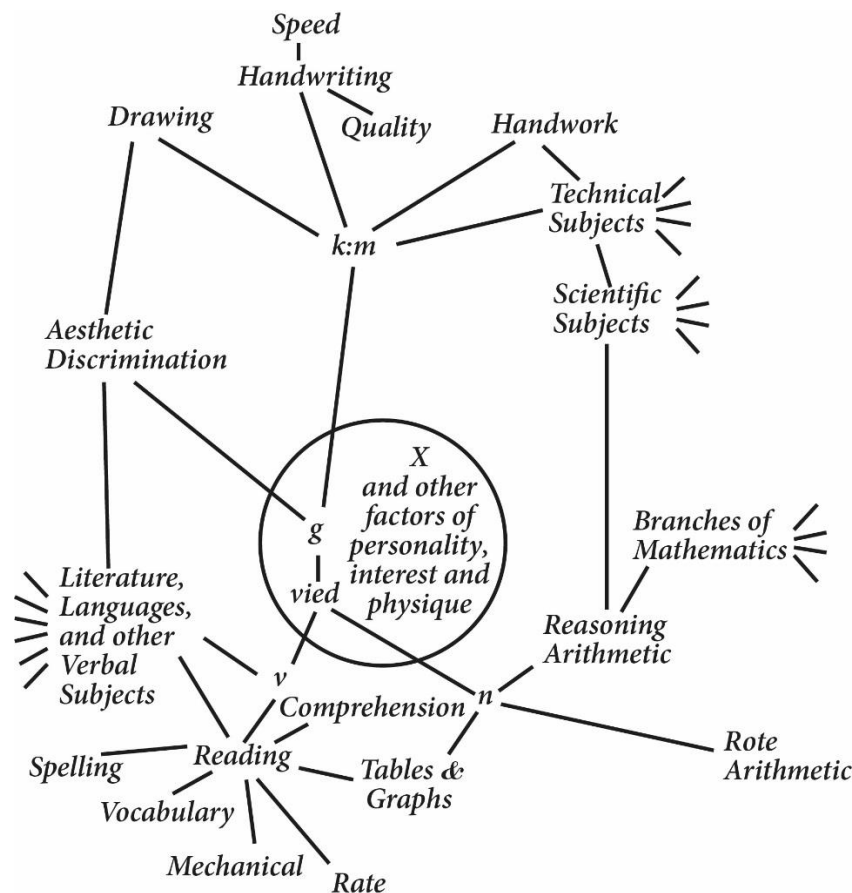 Speed
Handwriting
Drawing
Quality
Handwork
Technical
Subjects
k:m
Scientific
Subjects
Aesthetic
Discrimination
X
and other
factors of
personality,
interest and
physique
g
vied
Branches of
Mathematics
Literature,
Languages,
and other
Verbal
Subjects
Reasoning
Arithmetic
v
n
Comprehension
Reading
Spelling
Tables &
Graphs
Rote
Arithmetic
Vocabulary
Mechanical
Rate